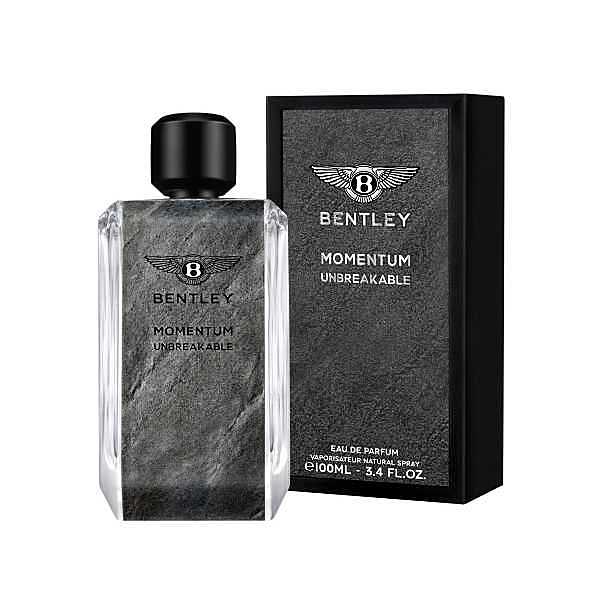 B
BENTLEY
MOMENTUM
UNBREAKABLE
B
BENTLEY
MOMENTUM
UNBREAKABLE
EAU DE PARFUM
VAPORISATEUR NATURAL SPRAY
℮100ML - 3.4 FL.OZ.